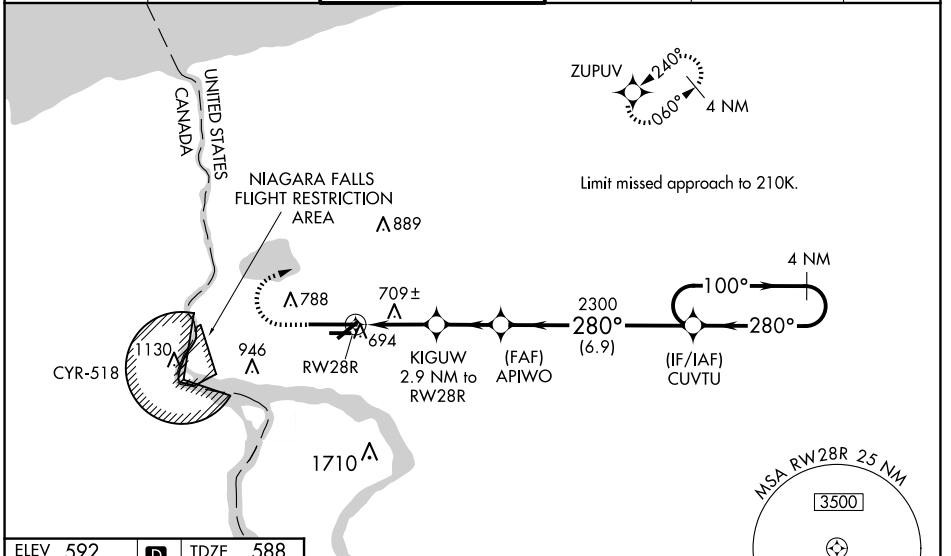 ZUPUV
240°
060°
4 NM
UNITED STATES
CANADA
NIAGARA FALLS
FLIGHT RESTRICTION
AREA
Limit missed approach to 210K.
889
4 NM
788
709±
2300
100°
280°
280°
(6.9)
694
1130
946
RW28R
KIGUW
2.9 NM to
RW28R
(FAF)
APIWO
(IF/IAF)
CUVTU
CYR-518
1710
MSA RW28R 25 NM
3500
ELEV 592
D
TDZE 588